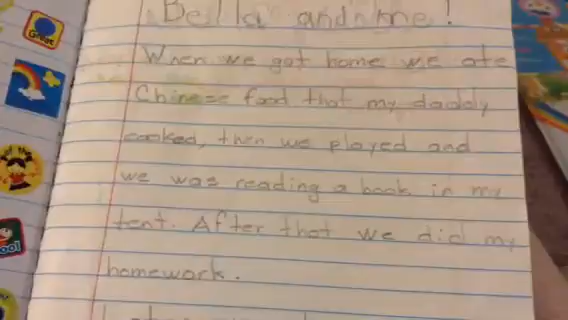 Bella and me!
When we got home we ate
Chinese food that my daddy
cooked, then we played and
we was reading a book in my
tent. After that we did my
homework.
Great